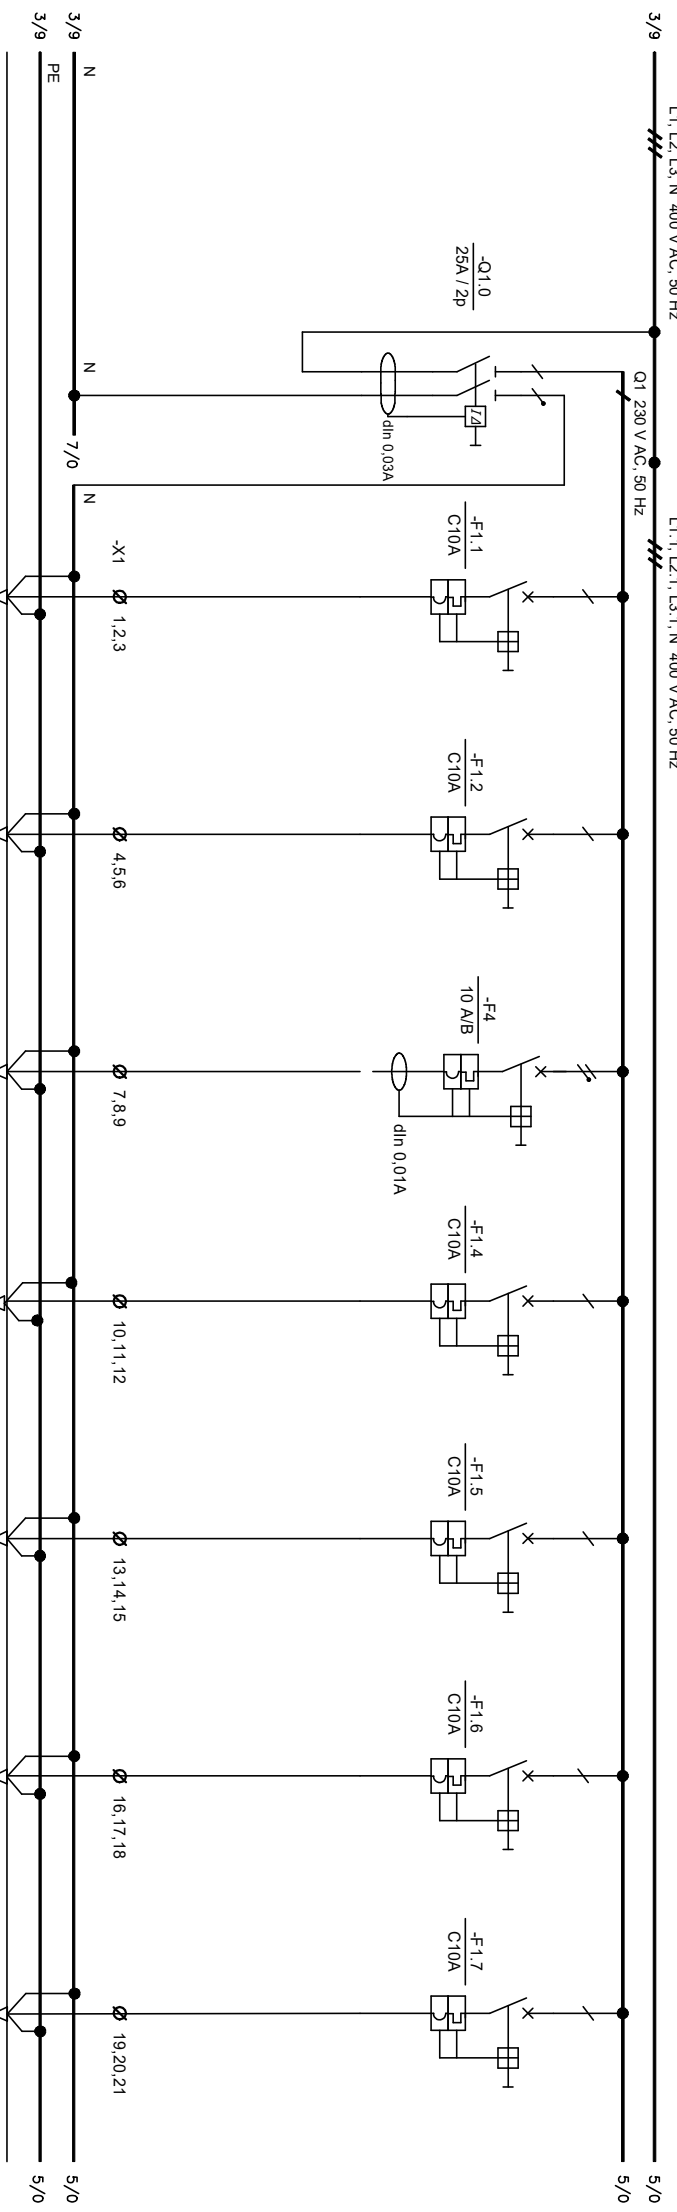 3/9
L1, L2, L3, N 400 V AC, 50 Hz
L1.1, L2.1, L3.1, N 400 V AC, 50 Hz
5/0
Q1 230 V AC, 50 Hz
5/0
-Q1.0
25A / 2p
I∆
dIn 0,03A
-F1.1
C10A
-F1.2
C10A
-F4
10 A/B
dIn 0,01A
-F1.4
C10A
-F1.5
C10A
-F1.6
C10A
-F1.7
C10A
-X1
1,2,3
4,5,6
7,8,9
10,11,12
13,14,15
16,17,18
19,20,21
3/9
N
N
7/0
N
5/0
3/9
PE
5/0